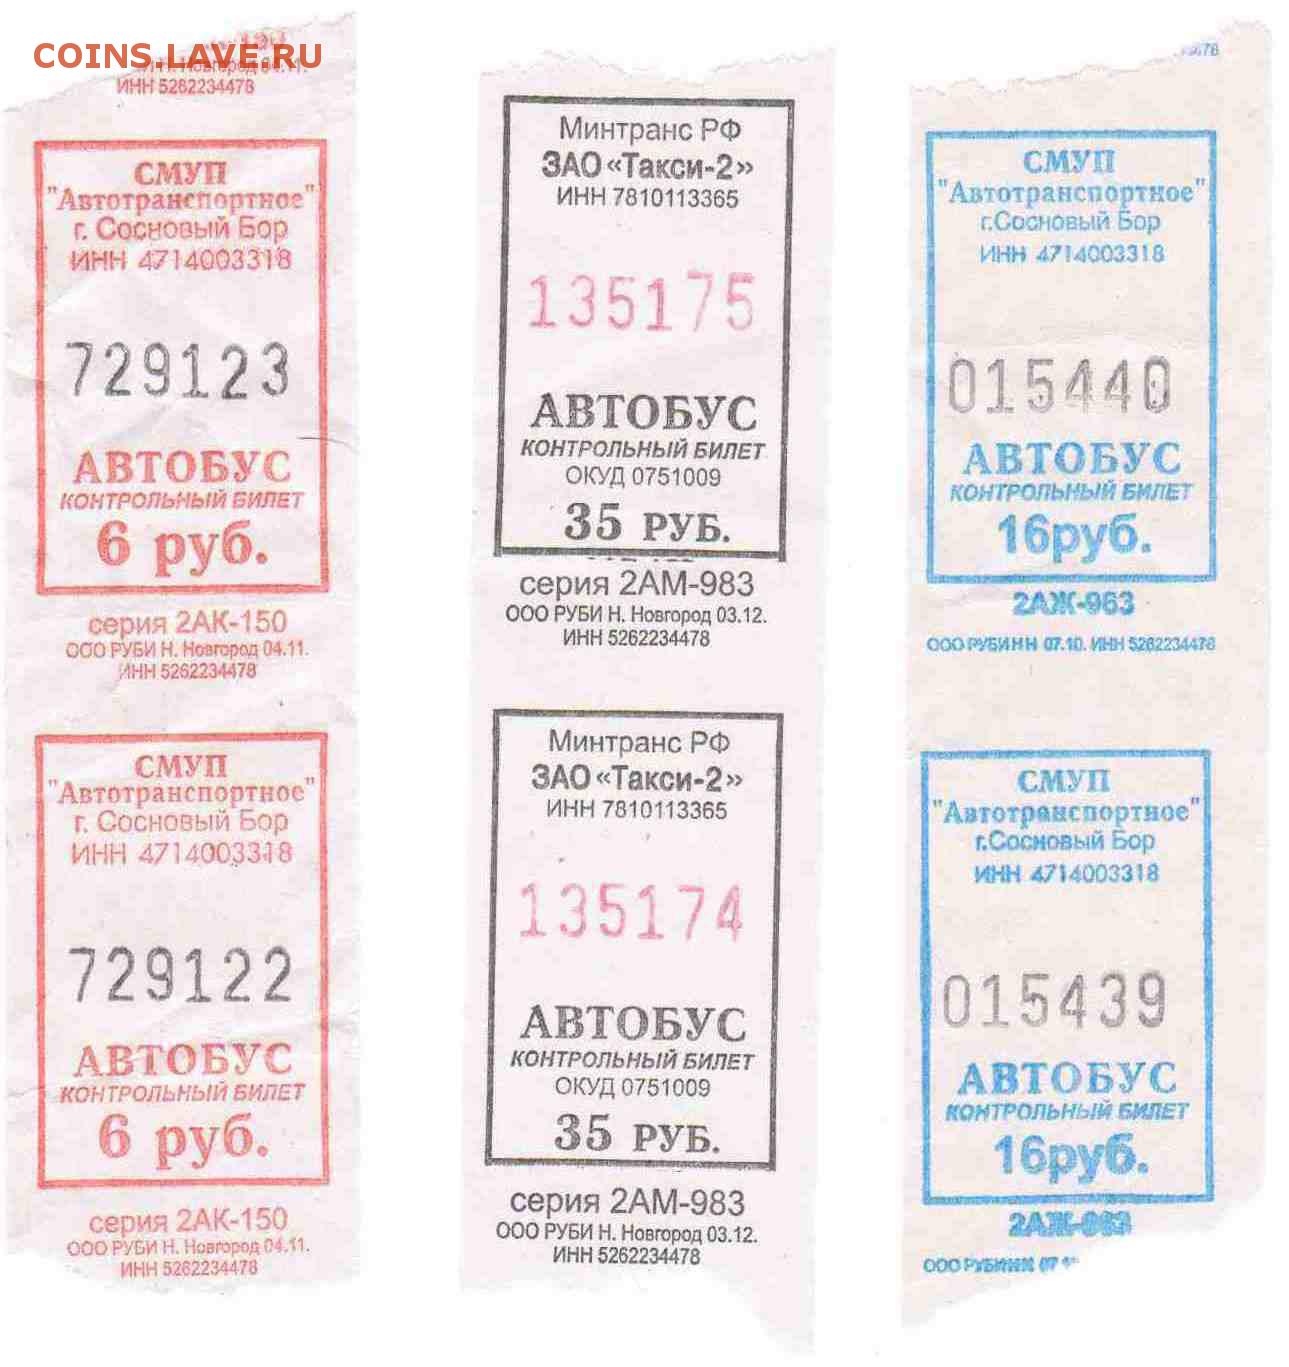 COINS.LAVE.RU
Н. Новгород 04.11.
ИНН 5262234478
СМУП
"Автотранспортное"
г. Сосновый Бор
ИНН 4714003318
729123
АВТОБУС
КОНТРОЛЬНЫЙ БИЛЕТ
6 руб.
серия 2АК-150
ООО РУБИ Н. Новгород 04.11.
ИНН 5262234478
СМУП
"Автотранспортное"
г. Сосновый Бор
ИНН 4714003318
729122
АВТОБУС
КОНТРОЛЬНЫЙ БИЛЕТ
6 руб.
серия 2АК-150
ООО РУБИ Н. Новгород 04.11.
ИНН 5262234478
Минтранс РФ
ЗАО «Такси-2»
ИНН 7810113365
135175
АВТОБУС
КОНТРОЛЬНЫЙ БИЛЕТ
ОКУД 0751009
35 РУБ.
серия 2АМ-983
ООО РУБИ Н. Новгород 03.12.
ИНН 5262234478
Минтранс РФ
ЗАО «Такси-2»
ИНН 7810113365
135174
АВТОБУС
КОНТРОЛЬНЫЙ БИЛЕТ
ОКУД 0751009
35 РУБ.
серия 2АМ-983
ООО РУБИ Н. Новгород 03.12.
ИНН 5262234478
СМУП
"Автотранспортное"
г.Сосновый Бор
ИНН 4714003318
015440
АВТОБУС
КОНТРОЛЬНЫЙ БИЛЕТ
16руб.
2АЖ-963
ООО РУБИНН 07.10. ИНН 5262234478
СМУП
"Автотранспортное"
г.Сосновый Бор
ИНН 4714003318
015439
АВТОБУС
КОНТРОЛЬНЫЙ БИЛЕТ
16руб.
2АЖ-963
ООО РУБИНН 07